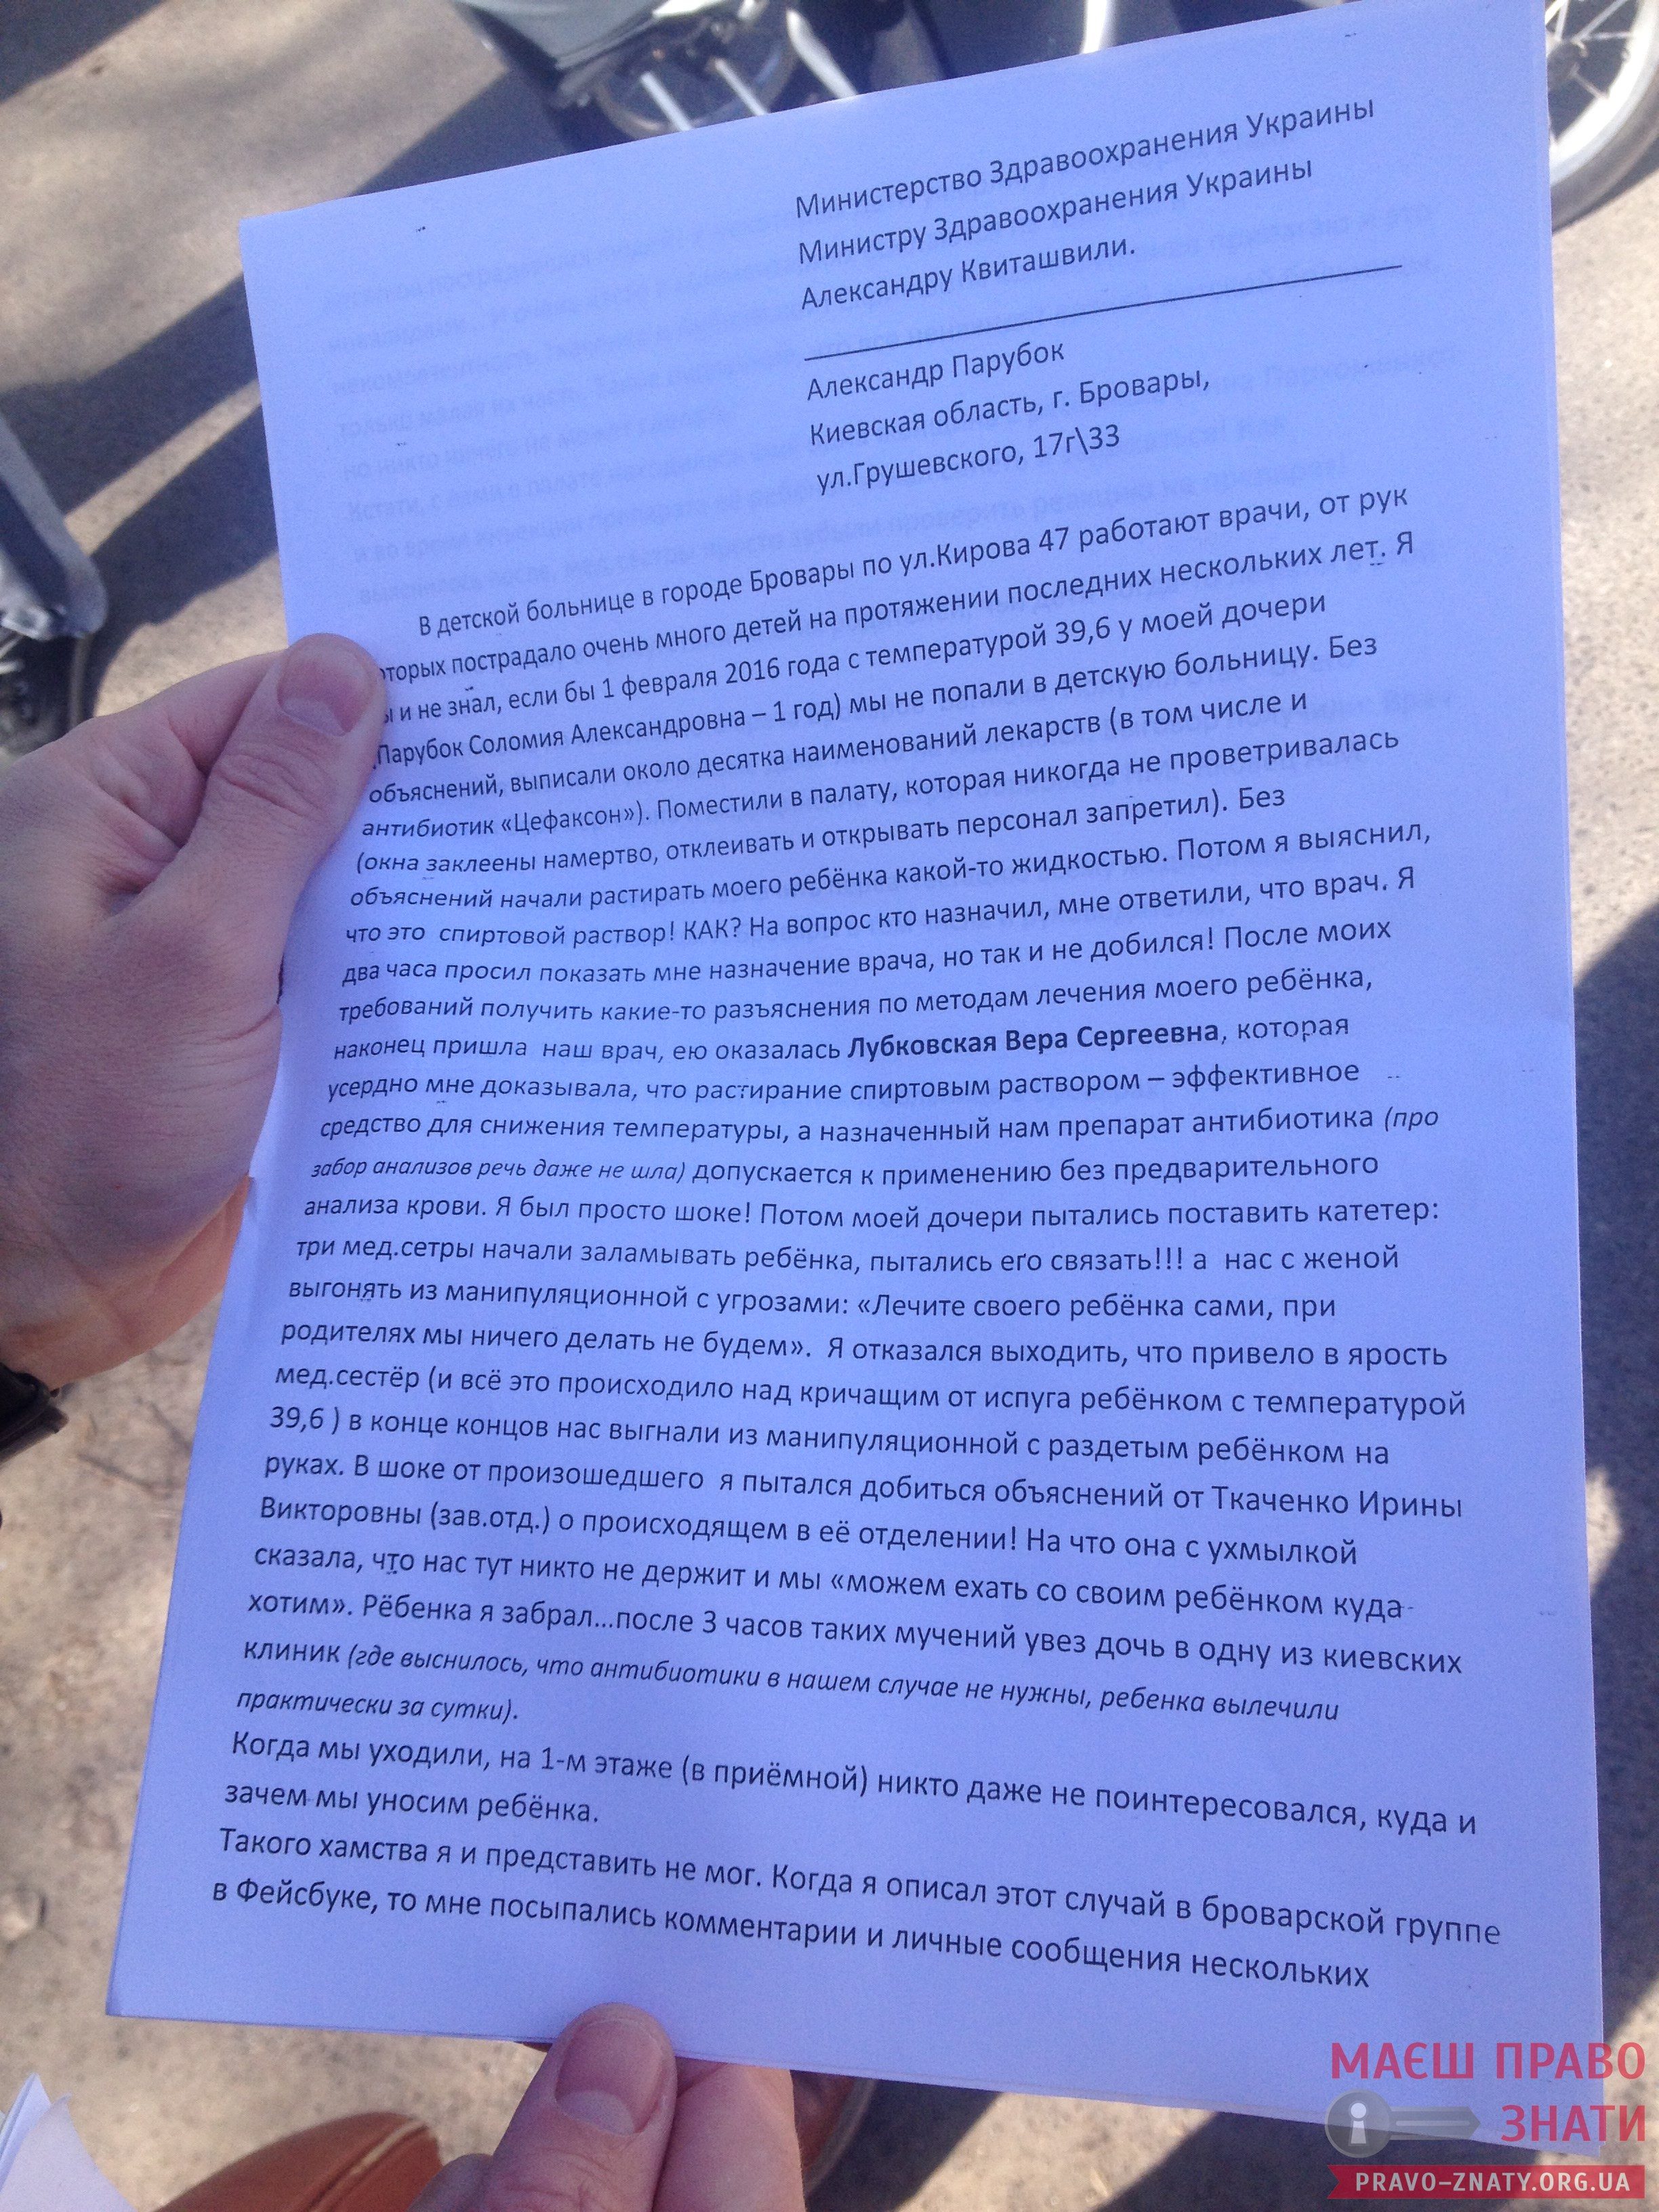 Министерство Здравоохранения Украины
Министру Здравоохранения Украины
Александру Квиташвили.
Александр Парубок
Киевская область, г. Бровары,
ул.Грушевского, 17г\33
В детской больнице в городе Бровары по ул.Кирова 47 работают врачи, от рук
оторых пострадало очень много детей на протяжении последних нескольких лет. Я
ы и не знал, если бы 1 февраля 2016 года с температурой 39,6 у моей дочери
(Парубок Соломия Александровна – 1 год) мы не попали в детскую больницу. Без
объяснений, выписали около десятка наименований лекарств (в том числе и
антибиотик «Цефаксон»). Поместили в палату, которая никогда не проветривалась
(окна заклеены намертво, отклеивать и открывать персонал запретил). Без
объяснений начали растирать моего ребёнка какой-то жидкостью. Потом я выяснил,
что это спиртовой раствор! КАК? На вопрос кто назначил, мне ответили, что врач. Я
два часа просил показать мне назначение врача, но так и не добился! После моих
требований получить какие-то разъяснения по методам лечения моего ребёнка,
наконец пришла наш врач, ею оказалась Лубковская Вера Сергеевна, которая
усердно мне доказывала, что растирание спиртовым раствором – эффективное
средство для снижения температуры, а назначенный нам препарат антибиотика (про
забор анализов речь даже не шла) допускается к применению без предварительного
анализа крови. Я был просто шоке! Потом моей дочери пытались поставить катетер:
три мед.сетры начали заламывать ребёнка, пытались его связать!!! а нас с женой
выгонять из манипуляционной с угрозами: «Лечите своего ребёнка сами, при
родителях мы ничего делать не будем». Я отказался выходить, что привело в ярость
мед.сестёр (и всё это происходило над кричащим от испуга ребёнком с температурой
39,6 ) в конце концов нас выгнали из манипуляционной с раздетым ребёнком на
руках. В шоке от произошедшего я пытался добиться объяснений от Ткаченко Ирины
Викторовны (зав.отд.) о происходящем в её отделении! На что она с ухмылкой
сказала, что нас тут никто не держит и мы «можем ехать со своим ребёнком куда
хотим». Рёбенка я забрал...после 3 часов таких мучений увез дочь в одну из киевских
клиник (где выснилось, что антибиотики в нашем случае не нужны, ребенка вылечили
практически за сутки).
Когда мы уходили, на 1-м этаже (в приёмной) никто даже не поинтересовался, куда и
зачем мы уносим ребёнка.
Такого хамства я и представить не мог. Когда я описал этот случай в броварской группе
в Фейсбуке, то мне посыпались комментарии и личные сообщения нескольких
МАЄШ ПРАВО
ЗНАТИ
PRAVO-ZNATY.ORG.UA